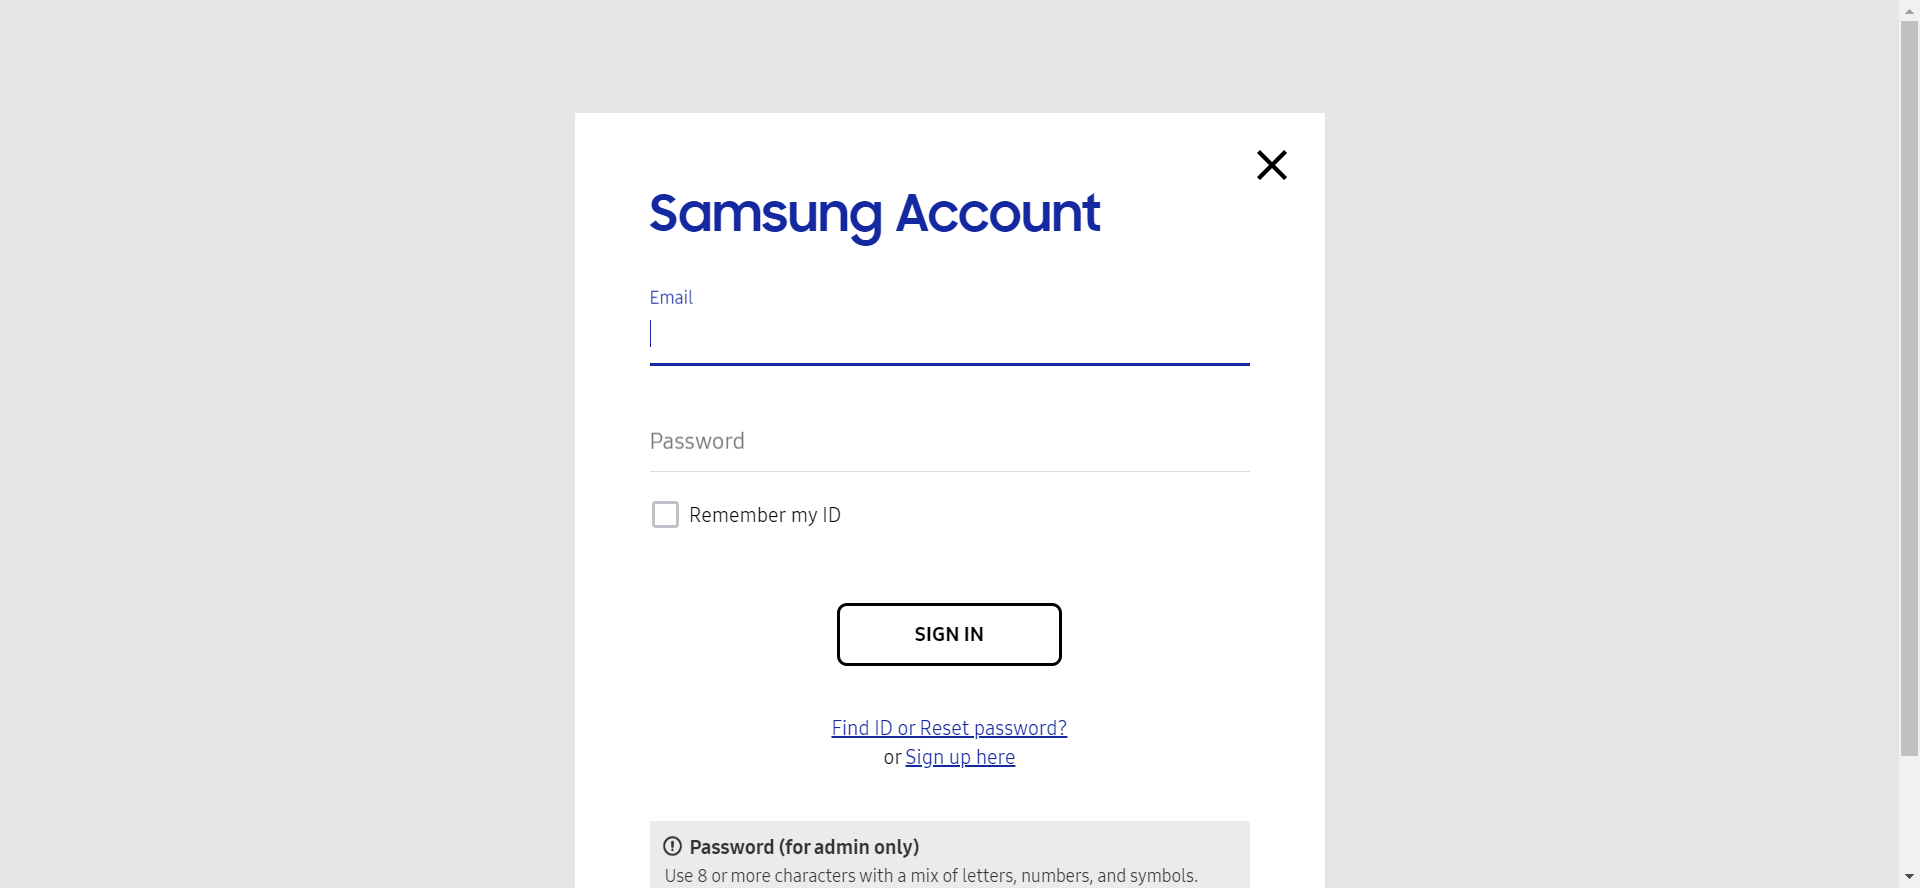 Samsung Account
Email
Password
Remember my ID
SIGN IN
Find ID or Reset password?
or Sign up here
Password (for admin only)
Use 8 or more characters with a mix of letters, numbers, and symbols.